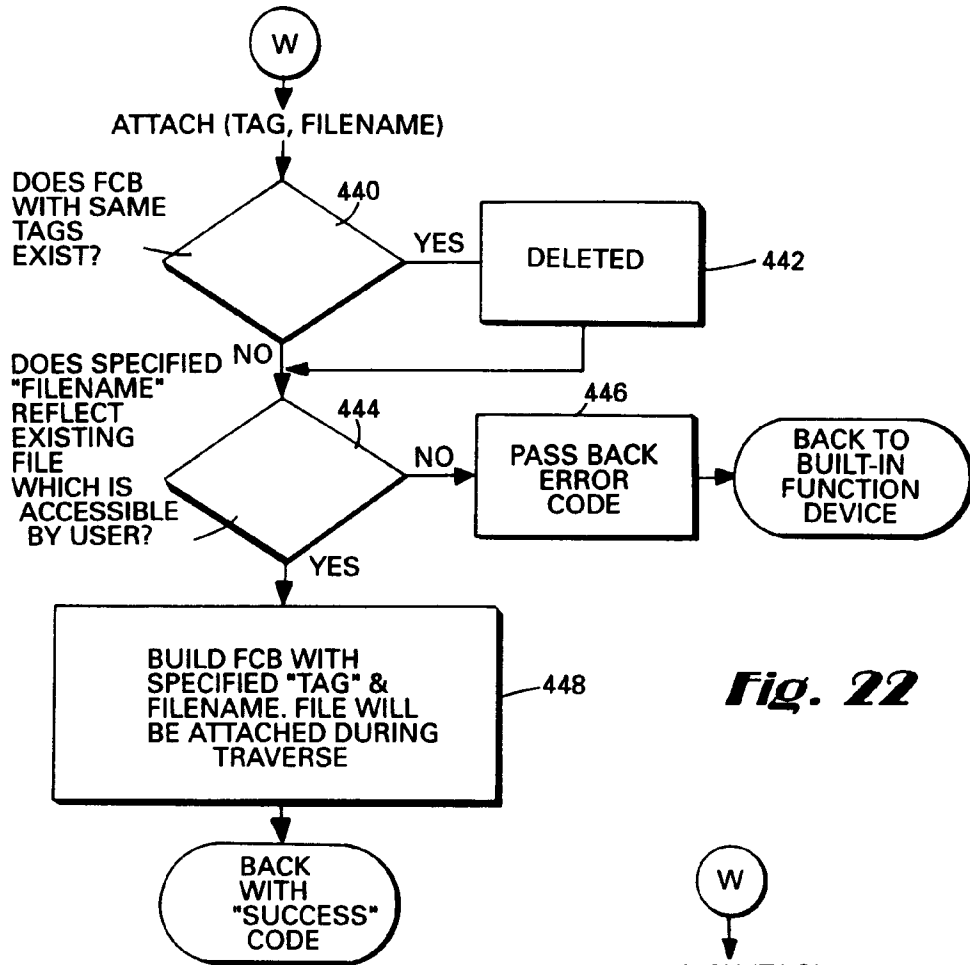 W
ATTACH (TAG, FILENAME)
DOES FCB
WITH SAME
TAGS
EXIST?
440
YES
DELETED
442
NO
DOES SPECIFIED
"FILENAME"
REFLECT
EXISTING
FILE
WHICH IS
ACCESSIBLE
BY USER?
444
NO
446
PASS BACK
ERROR
CODE
BACK TO
BUILT-IN
FUNCTION
DEVICE
YES
BUILD FCB WITH
SPECIFIED "TAG" &
FILENAME. FILE WILL
BE ATTACHED DURING
TRAVERSE
448
Fig. 22
BACK
WITH
"SUCCESS"
CODE
W